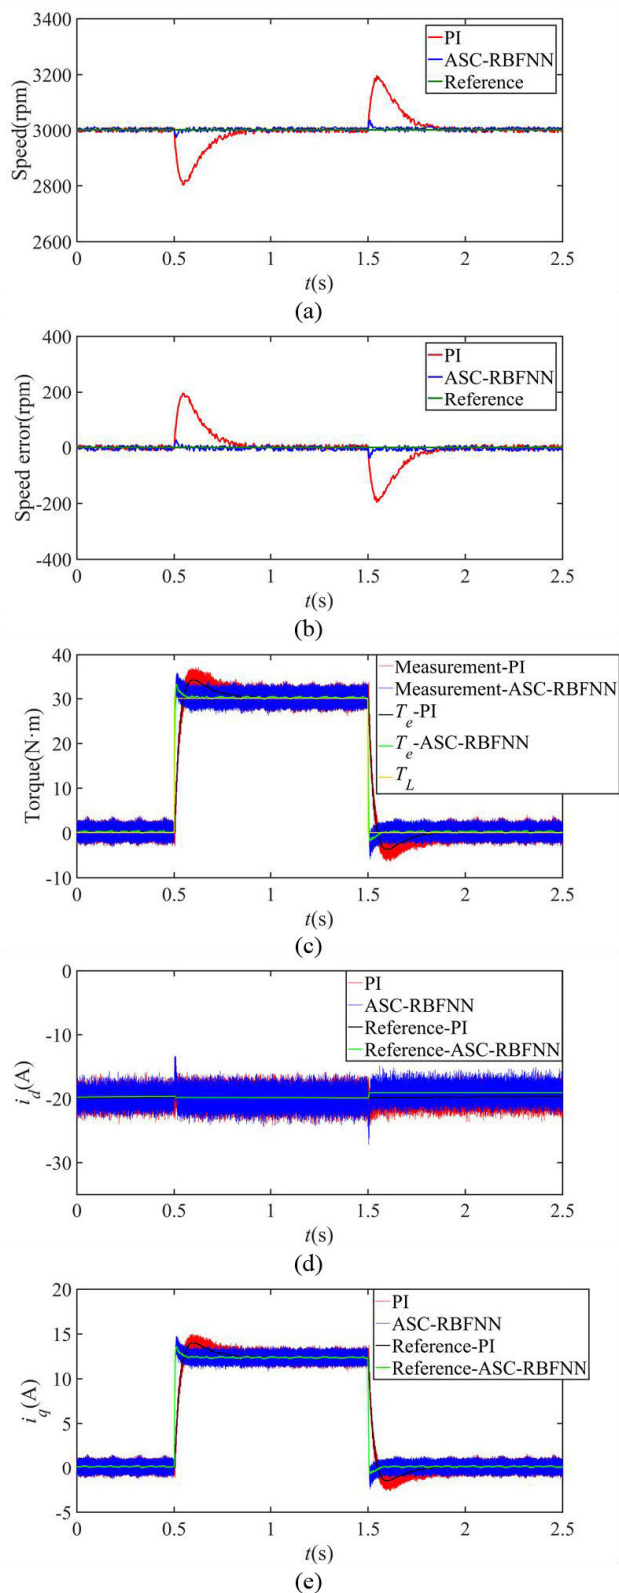 3400
3200
3000
2800
2600
Speed(rpm)
PI
ASC-RBFNN
Reference
0 0.5 1 1.5 2 2.5
t(s)
(a)
400
200
0
-200
-400
Speed error(rpm)
PI
ASC-RBFNN
Reference
0 0.5 1 1.5 2 2.5
t(s)
(b)
40
30
20
10
0
-10
Torque(N·m)
Measurement-PI
Measurement-ASC-RBFNN
T_e-PI
T_e-ASC-RBFNN
T_L
0 0.5 1 1.5 2 2.5
t(s)
(c)
0
-10
-20
-30
i_d(A)
PI
ASC-RBFNN
Reference-PI
Reference-ASC-RBFNN
0 0.5 1 1.5 2 2.5
t(s)
(d)
20
15
10
5
0
-5
i_q(A)
PI
ASC-RBFNN
Reference-PI
Reference-ASC-RBFNN
0 0.5 1 1.5 2 2.5
t(s)
(e)